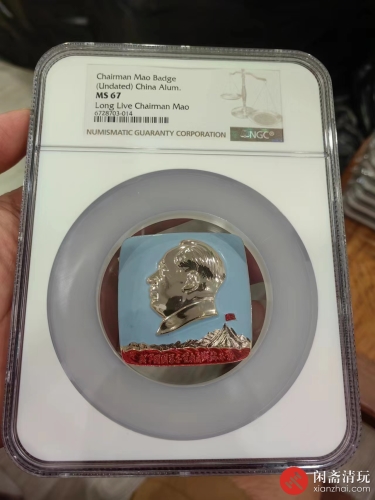 Chairman Mao Badge
(Undated) China Alum.
MS 67
Long Live Chairman Mao
6728703-014
NUMISMATIC GUARANTY CORPORATION
NGC®
闲斋清玩
xianzhai.com